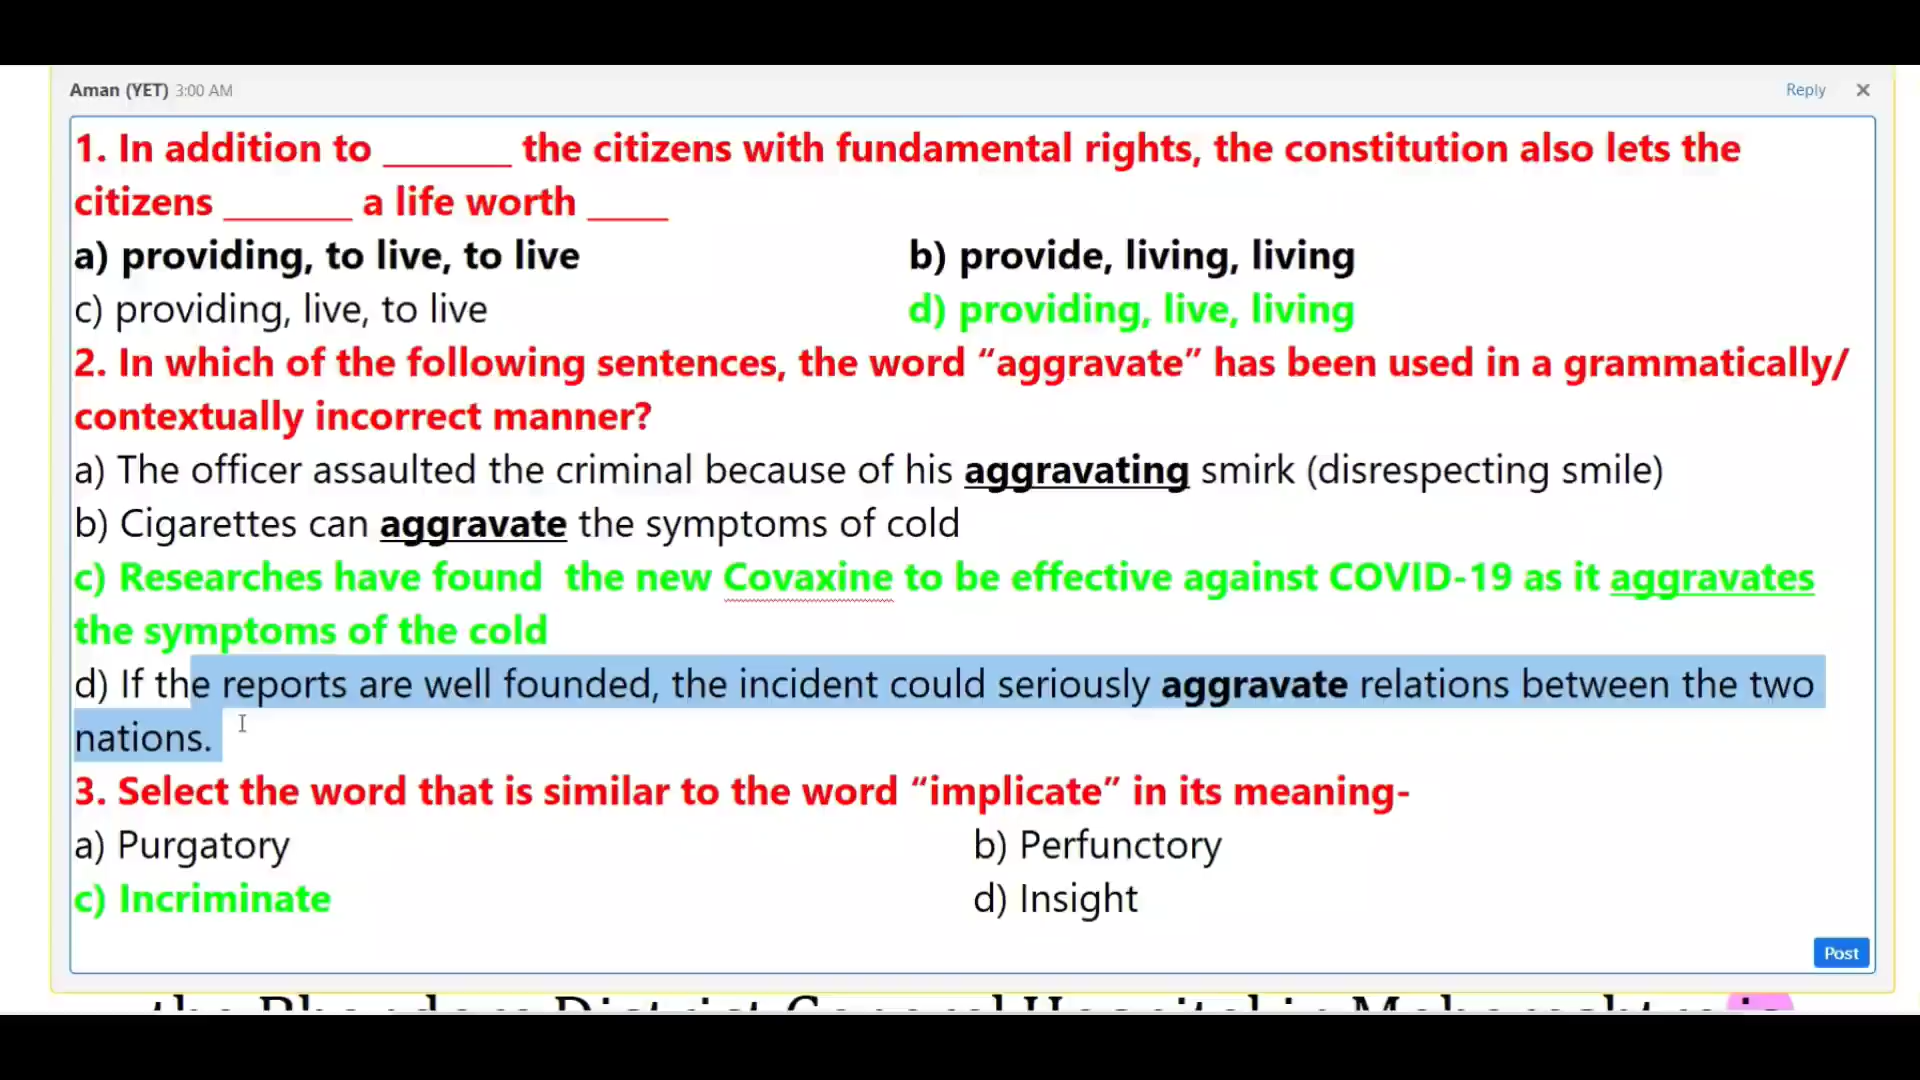 Aman (YET) 3:00 AM Reply ×
1. In addition to _______ the citizens with fundamental rights, the constitution also lets the
citizens _______ a life worth ____
a) providing, to live, to live b) provide, living, living
c) providing, live, to live d) providing, live, living
2. In which of the following sentences, the word “aggravate” has been used in a grammatically/
contextually incorrect manner?
a) The officer assaulted the criminal because of his aggravating smirk (disrespecting smile)
b) Cigarettes can aggravate the symptoms of cold
c) Researches have found the new Covaxine to be effective against COVID-19 as it aggravates
the symptoms of the cold
d) If the reports are well founded, the incident could seriously aggravate relations between the two
nations.
3. Select the word that is similar to the word “implicate” in its meaning-
a) Purgatory b) Perfunctory
c) Incriminate d) Insight
Post